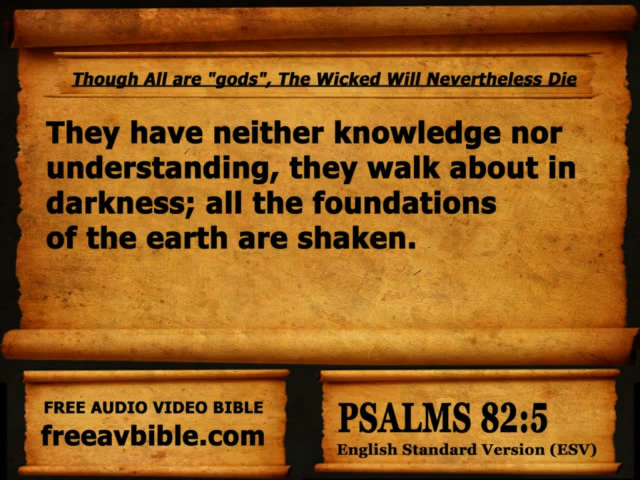 Though All are "gods", The Wicked Will Nevertheless Die
They have neither knowledge nor
understanding, they walk about in
darkness; all the foundations
of the earth are shaken.
FREE AUDIO VIDEO BIBLE
freeavbible.com
PSALMS 82:5
English Standard Version (ESV)